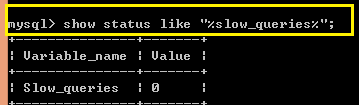 mysql> show status like "%slow_queries%";
+---------------+-------+
| Variable_name | Value |
+---------------+-------+
| Slow_queries  | 0     |
+---------------+-------+